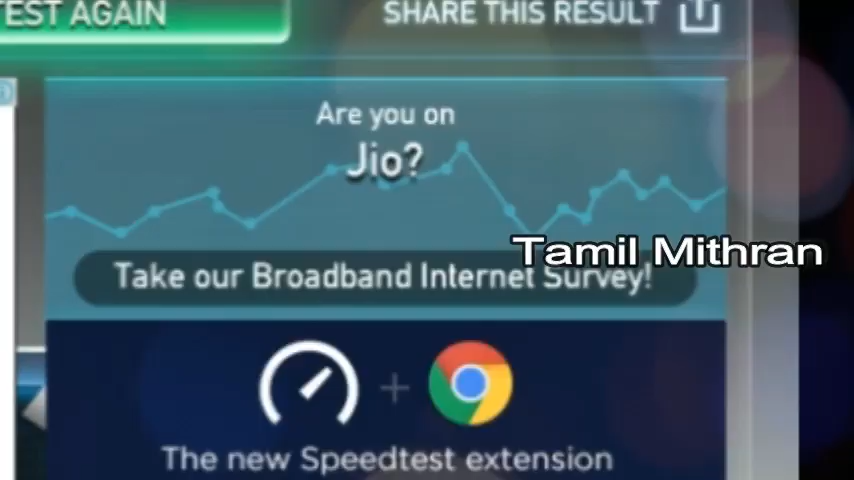 TEST AGAIN
SHARE THIS RESULT
Are you on
Jio?
Take our Broadband Internet Survey!
Tamil Mithran
The new Speedtest extension